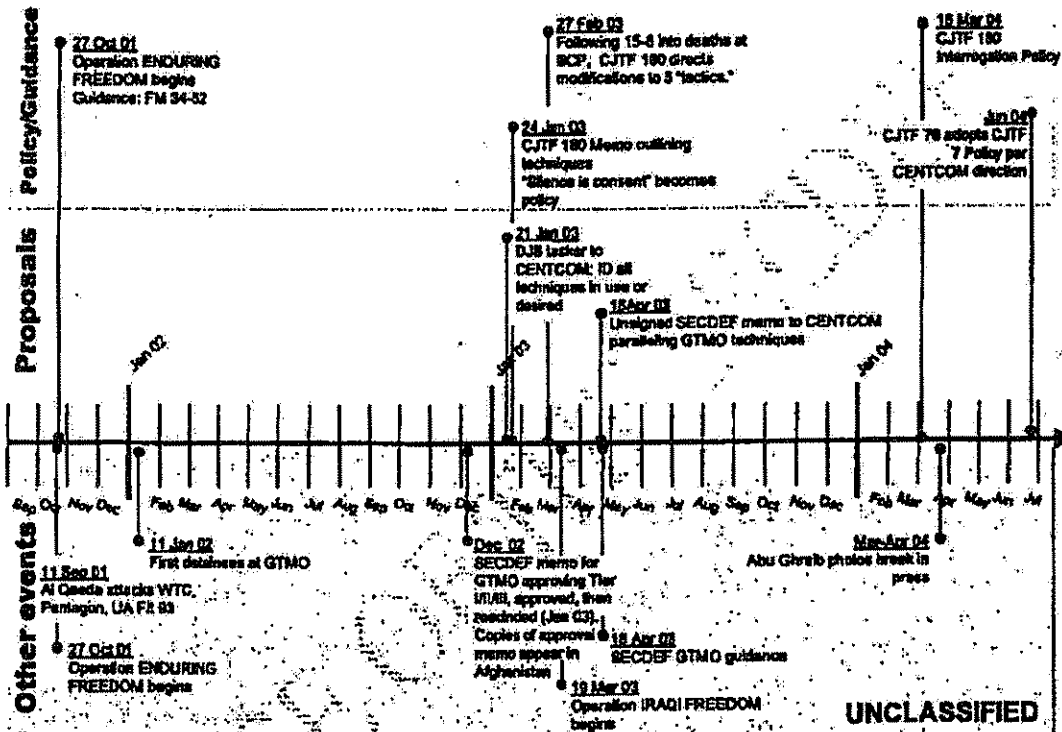 Policy/Guidance
27 Oct 01
Operation ENDURING
FREEDOM begins
Guidance: FM 34-52
27 Feb 03
Following 15-6 into deaths at
BCP, CJTF 180 directs
modifications to 5 "tactics."
24 Jan 03
CJTF 180 Memo outlining
techniques
"Silence is consent" becomes
policy
CJTF 180
Interrogation Policy
Jun 04
CJTF 76 adopts CJTF
7 Policy per
CENTCOM direction
Proposals
21 Jan 03
DJS tasker to
CENTCOM: ID all
techniques in use or
desired
Unsigned SECDEF memo to CENTCOM
paralleling GTMO techniques
Jan 02
Jan 03
Jan 04
Sep Oct Nov Dec Feb Mar Apr May Jun Jul Aug Sep Oct Nov Dec Feb Mar Apr May Jun Jul Aug Sep Oct Nov Dec Feb Mar Apr May Jun Jul
Other events
11 Sep 01
Al Qaeda attacks WTC,
Pentagon, UA Flt 93
27 Oct 01
Operation ENDURING
FREEDOM begins
11 Jan 02
First detainees at GTMO
Dec 02
SECDEF memo for
GTMO approving Tier
I/II/III, approved, then
rescinded (Jan 03).
Copies of approval
memo appear in
Afghanistan
16 Apr 03
SECDEF GTMO guidance
19 Mar 03
Operation IRAQI FREEDOM
begins
Mar-Apr 04
Abu Ghraib photos break in
press
UNCLASSIFIED